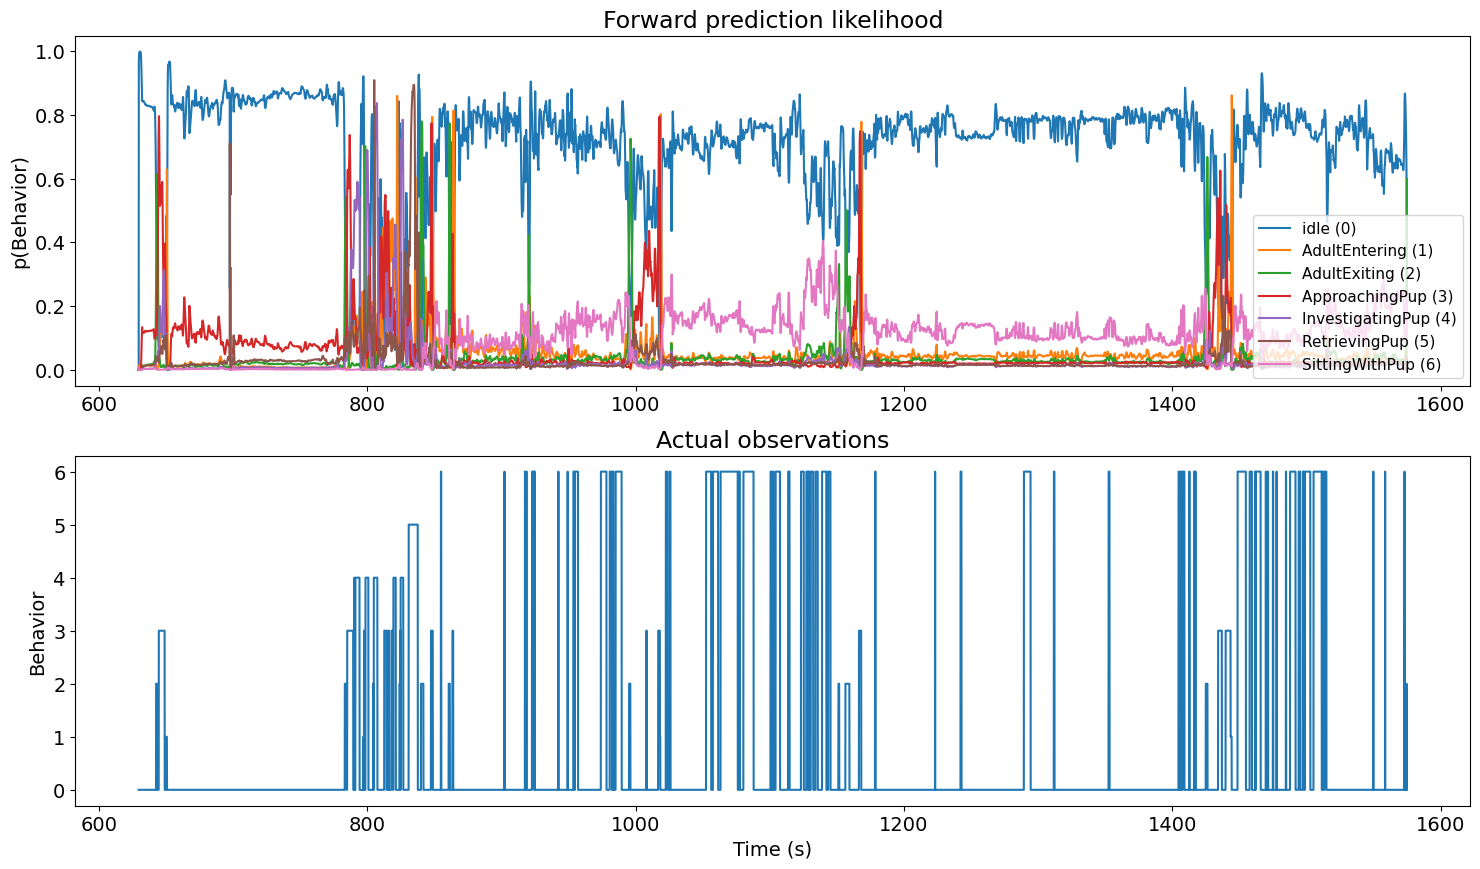 Forward prediction likelihood
p(Behavior)
1.0
0.8
0.6
0.4
0.2
0.0
600 800 1000 1200 1400 1600
idle (0)
AdultEntering (1)
AdultExiting (2)
ApproachingPup (3)
InvestigatingPup (4)
RetrievingPup (5)
SittingWithPup (6)
Actual observations
Behavior
6
5
4
3
2
1
0
600 800 1000 1200 1400 1600
Time (s)